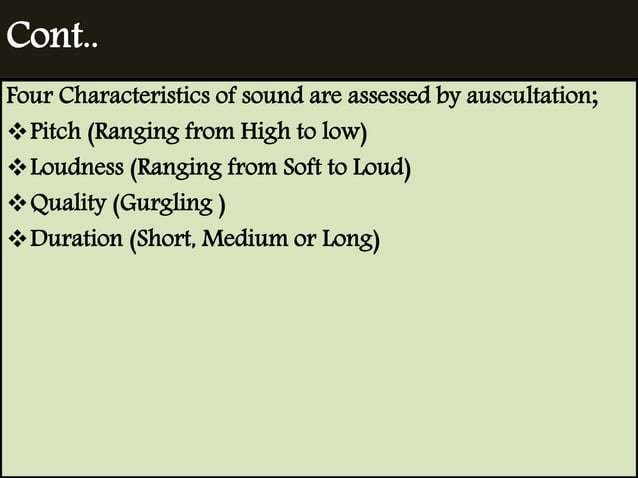 Cont..
Four Characteristics of sound are assessed by auscultation;
❖Pitch (Ranging from High to low)
❖Loudness (Ranging from Soft to Loud)
❖Quality (Gurgling )
❖Duration (Short, Medium or Long)